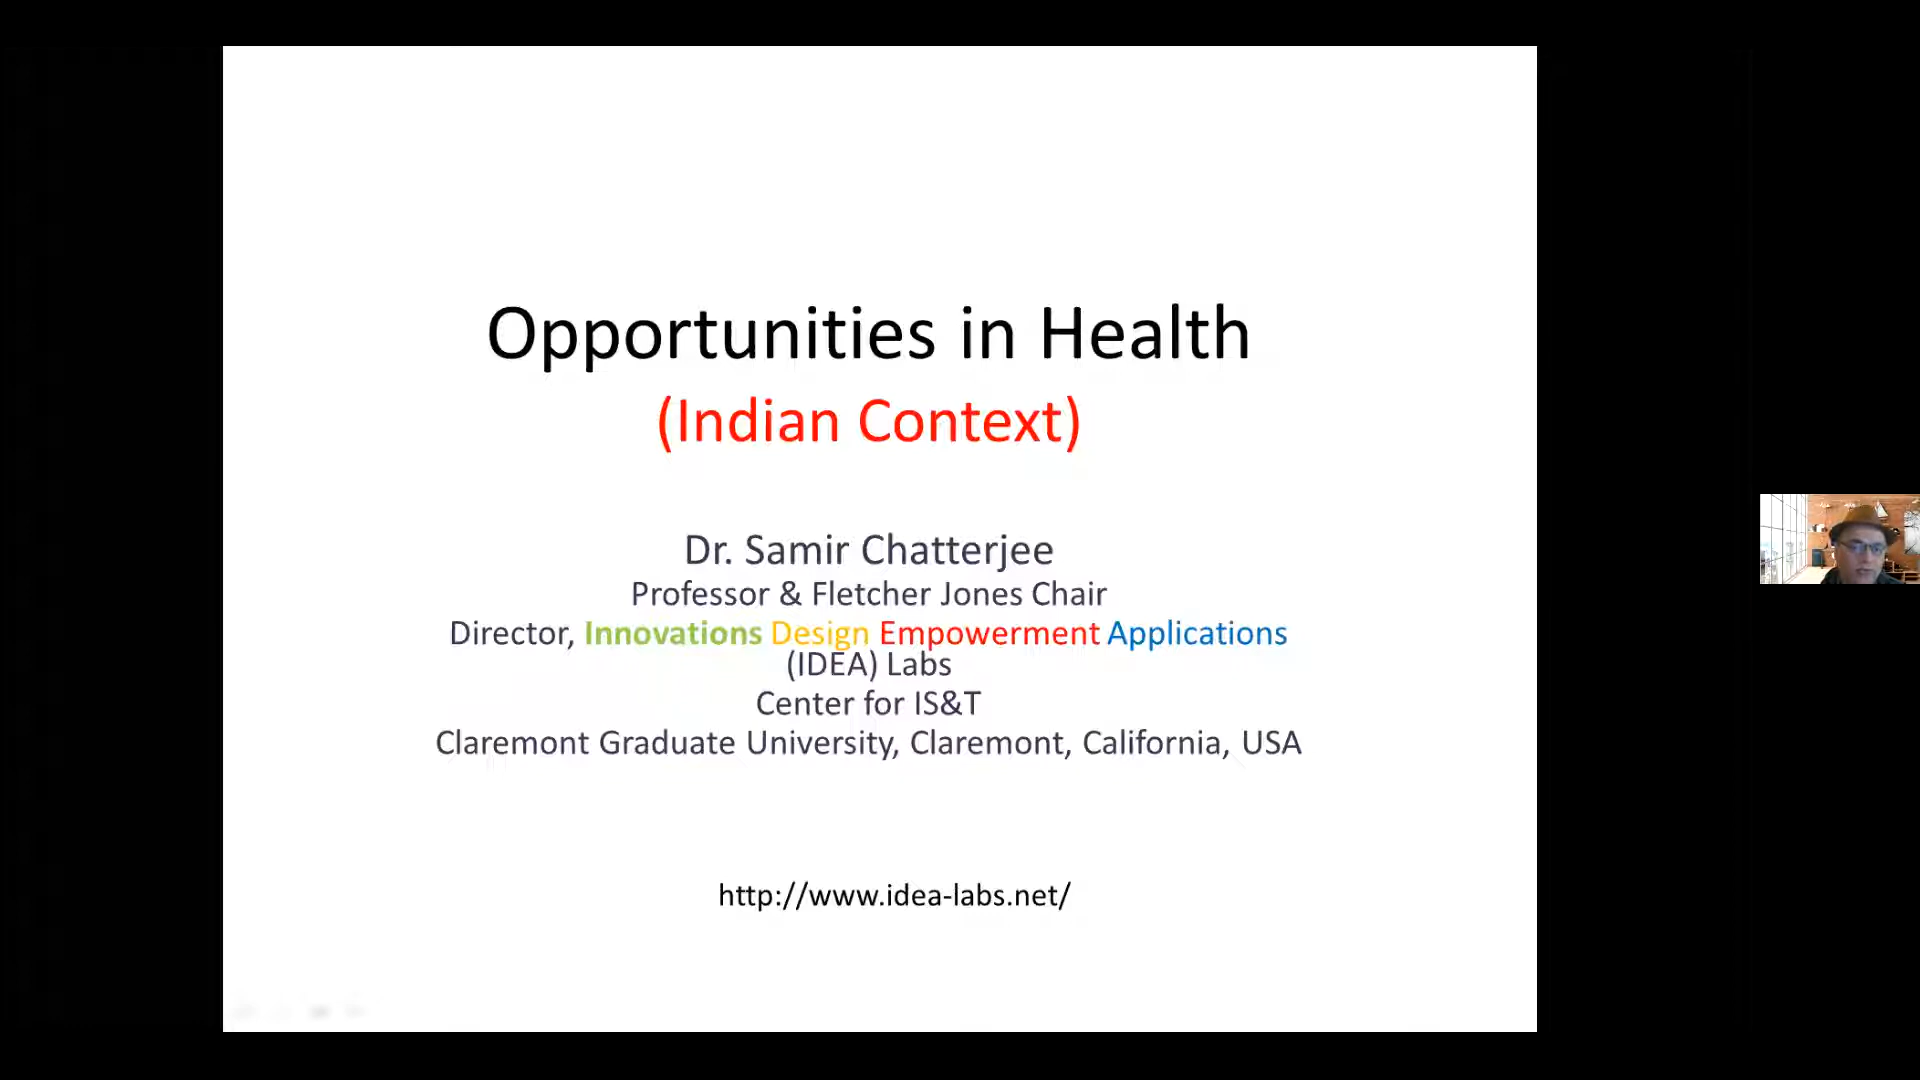 Opportunities in Health
(Indian Context)
Dr. Samir Chatterjee
Professor & Fletcher Jones Chair
Director, Innovations Design Empowerment Applications
(IDEA) Labs
Center for IS&T
Claremont Graduate University, Claremont, California, USA
http://www.idea-labs.net/